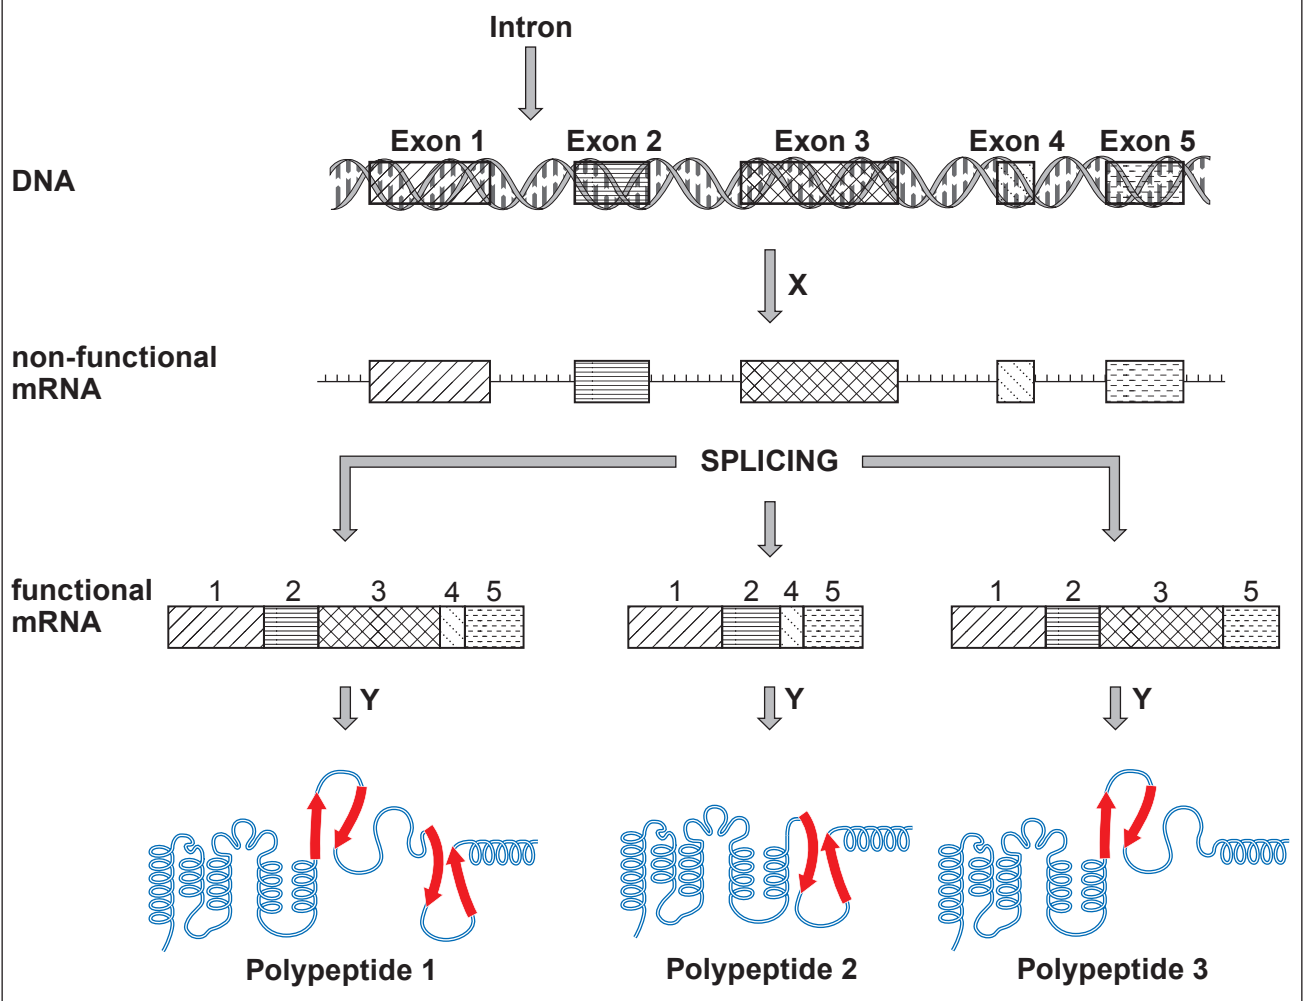 Intron
Exon 1 Exon 2 Exon 3 Exon 4 Exon 5
DNA
X
non-functional
mRNA
SPLICING
functional
mRNA
1 2 3 4 5
1 2 4 5
1 2 3 5
Y Y Y
Polypeptide 1 Polypeptide 2 Polypeptide 3